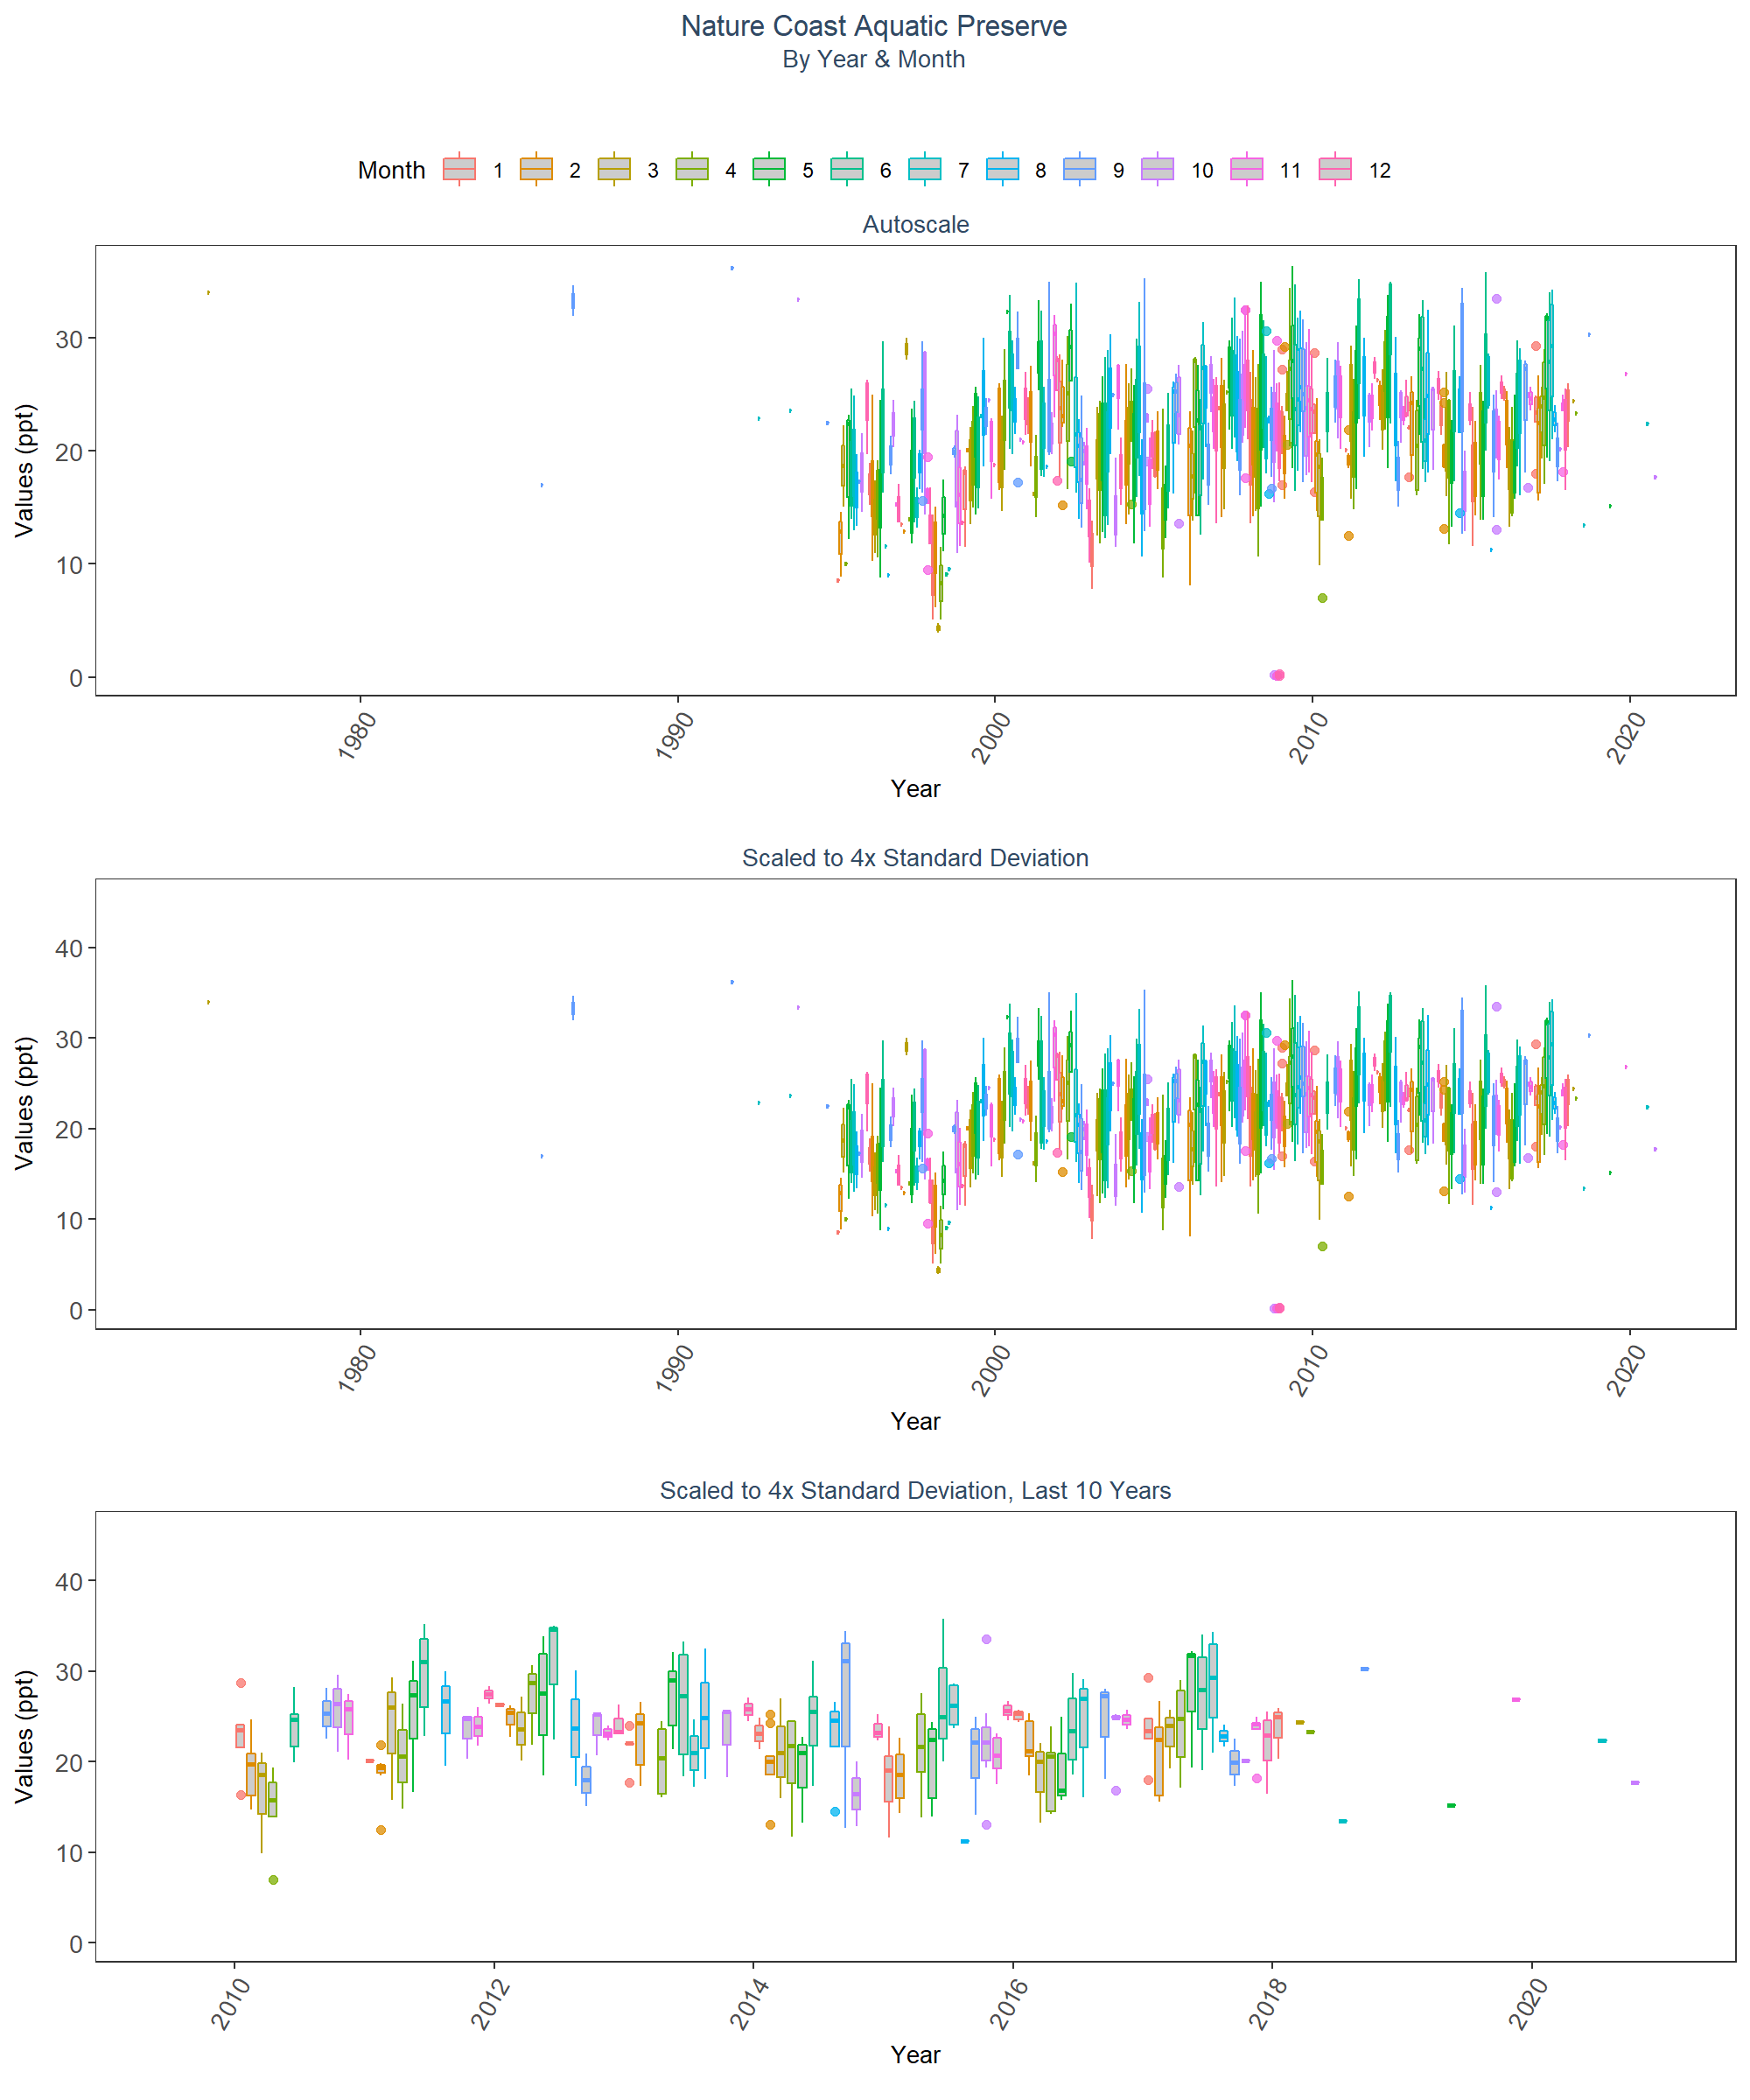 Nature Coast Aquatic Preserve
By Year & Month
Month 1 2 3 4 5 6 7 8 9 10 11 12
Autoscale
Values (ppt)
30
20
10
0
1980 1990 2000 2010 2020
Year
Scaled to 4x Standard Deviation
Values (ppt)
40
30
20
10
0
1980 1990 2000 2010 2020
Year
Scaled to 4x Standard Deviation, Last 10 Years
Values (ppt)
40
30
20
10
0
2010 2012 2014 2016 2018 2020
Year